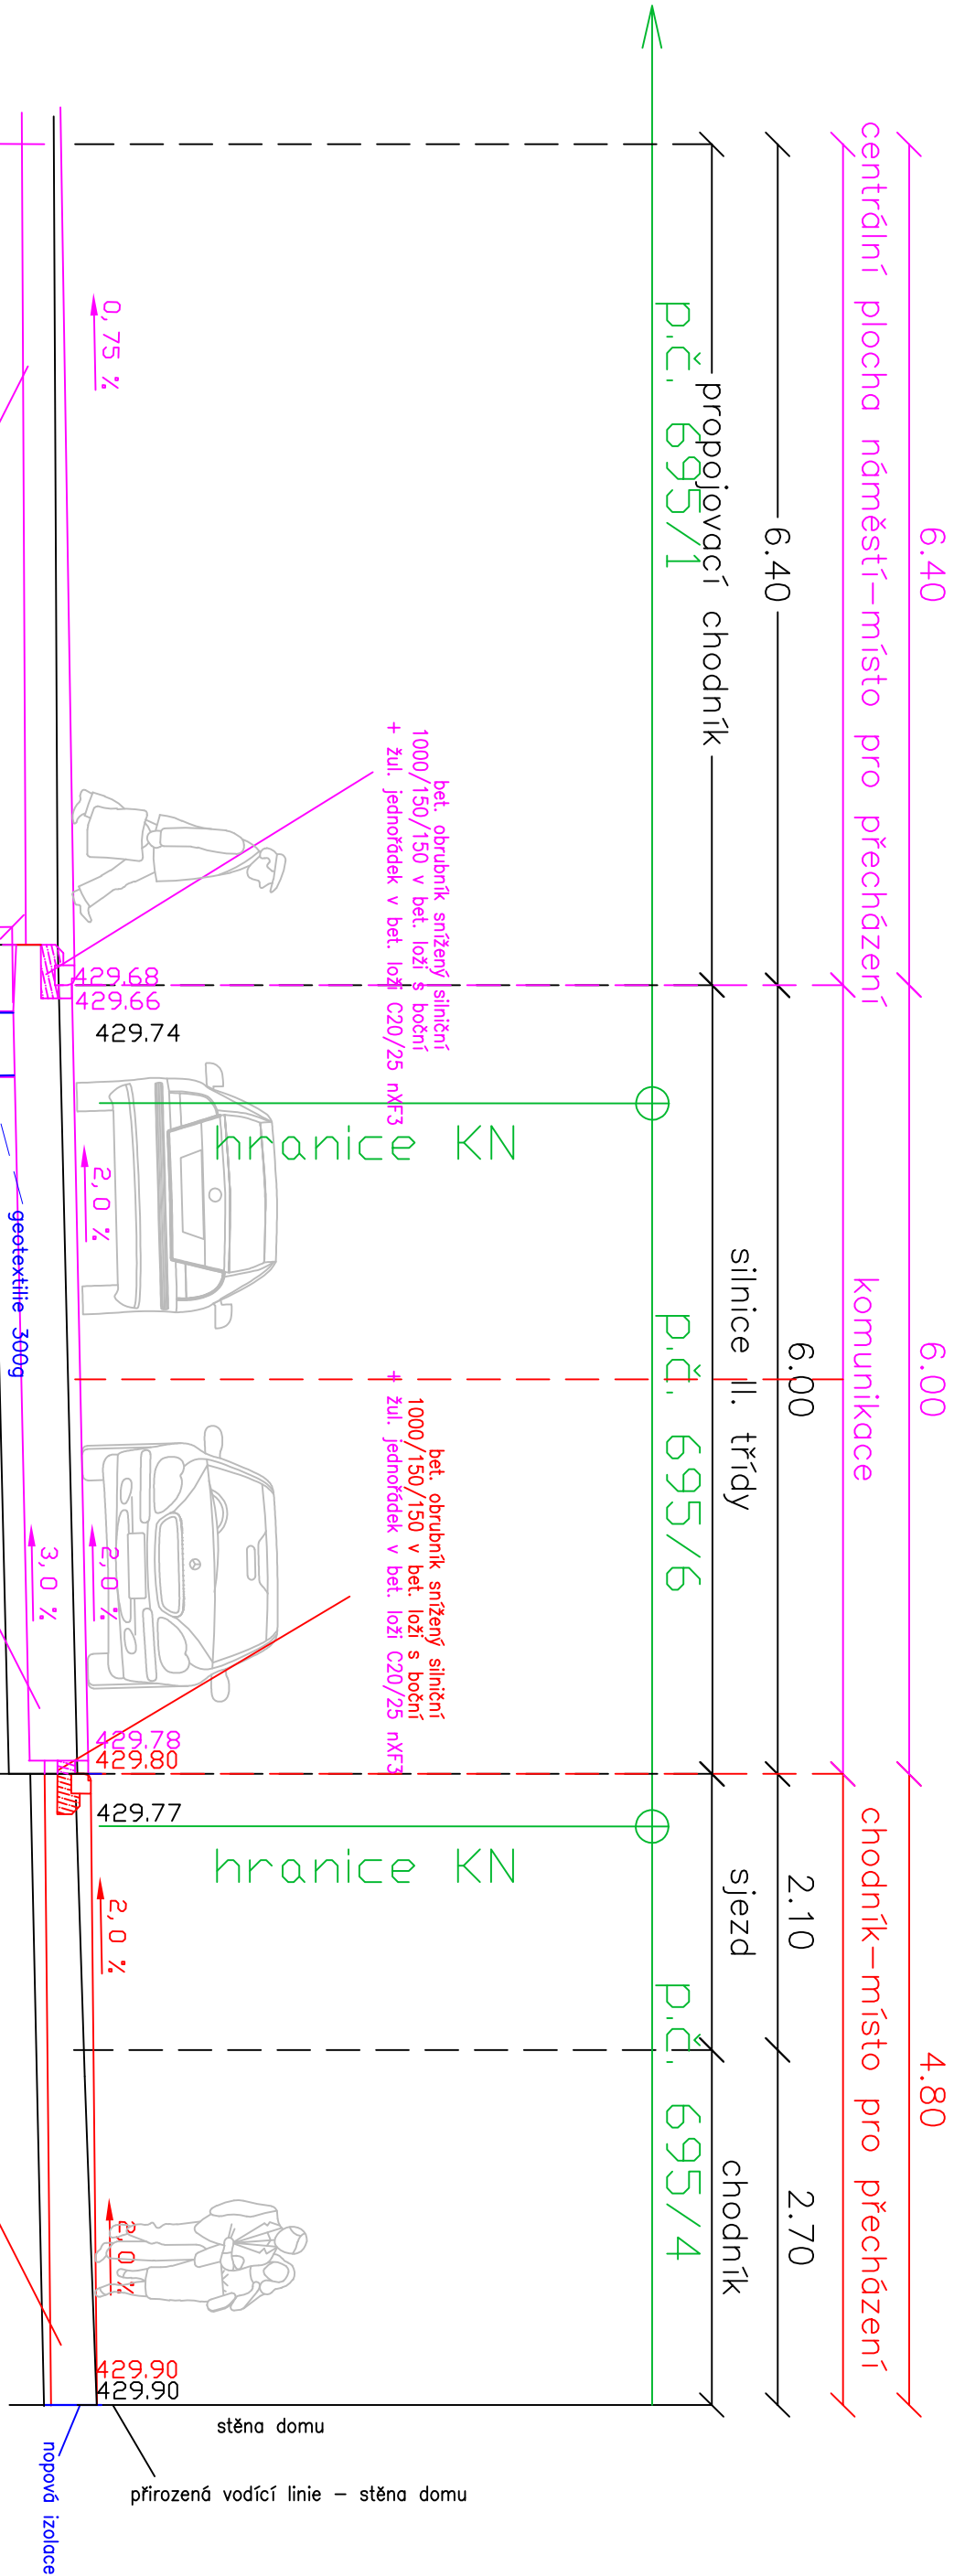 6.40
6.00
4.80
centrální plocha náměstí-místo pro přecházení
komunikace
chodník-místo pro přecházení
6.40
6.00
2.10
2.70
propojovací chodník
silnice II. třídy
sjezd
chodník
p.č. 695/1
p.č. 695/6
p.č. 695/4
bet. obrubník snížený silniční
1000/150/150 v bet. loži s boční
+ žul. jednořádek v bet. loži C20/25 nXF3
bet. obrubník snížený silniční
1000/150/150 v bet. loži s boční
+ žul. jednořádek v bet. loži C20/25 nXF3
hranice KN
hranice KN
0,75 %
429.68
429.66
429.74
2,0 %
2,0 %
3,0 %
429.78
429.80
429.77
2,0 %
2,0 %
429.90
429.90
stěna domu
přirozená vodící linie – stěna domu
geotextilie 300g
nopová izolace